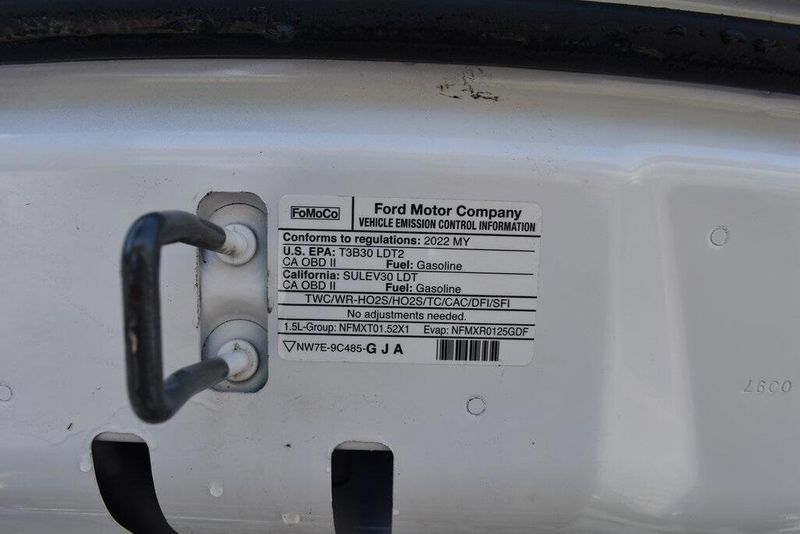 FoMoCo
Ford Motor Company
VEHICLE EMISSION CONTROL INFORMATION
Conforms to regulations: 2022 MY
U.S. EPA: T3B30 LDT2
CA OBD II Fuel: Gasoline
California: SULEV30 LDT
CA OBD II Fuel: Gasoline
TWC/WR-HO2S/HO2S/TC/CAC/DFI/SFI
No adjustments needed.
1.5L-Group: NFMXT01.52X1 Evap: NFMXR0125GDF
NW7E-9C485-G J A
0397